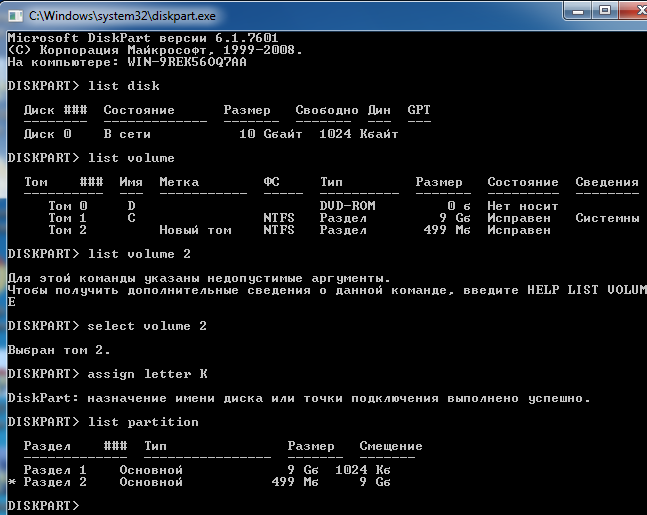 C:\Windows\system32\diskpart.exe
Microsoft DiskPart версии 6.1.7601
(C) Корпорация Майкрософт, 1999-2008.
На компьютере: WIN-9REK56OQ7AA
DISKPART> list disk
Диск ### Состояние Размер Свободно Дин GPT
-------- ------------- ------- ------- --- ---
Диск 0 В сети 10 Gбайт 1024 Kбайт
DISKPART> list volume
Том ### Имя Метка ФС Тип Размер Состояние Сведения
---------- --- ----------- ----- ---------- ------- --------- --------
Том 0 D DVD-ROM 0 б Нет носит
Том 1 C NTFS Раздел 9 Gб Исправен Системны
Том 2 Новый том NTFS Раздел 499 Mб Исправен
DISKPART> list volume 2
Для этой команды указаны недопустимые аргументы.
Чтобы получить дополнительные сведения о данной команде, введите HELP LIST VOLUM
E
DISKPART> select volume 2
Выбран том 2.
DISKPART> assign letter K
DiskPart: назначение имени диска или точки подключения выполнено успешно.
DISKPART> list partition
Раздел ### Тип Размер Смещение
------------- ---------------- ------- -------
Раздел 1 Основной 9 Gб 1024 Kб
* Раздел 2 Основной 499 Mб 9 Gб
DISKPART>